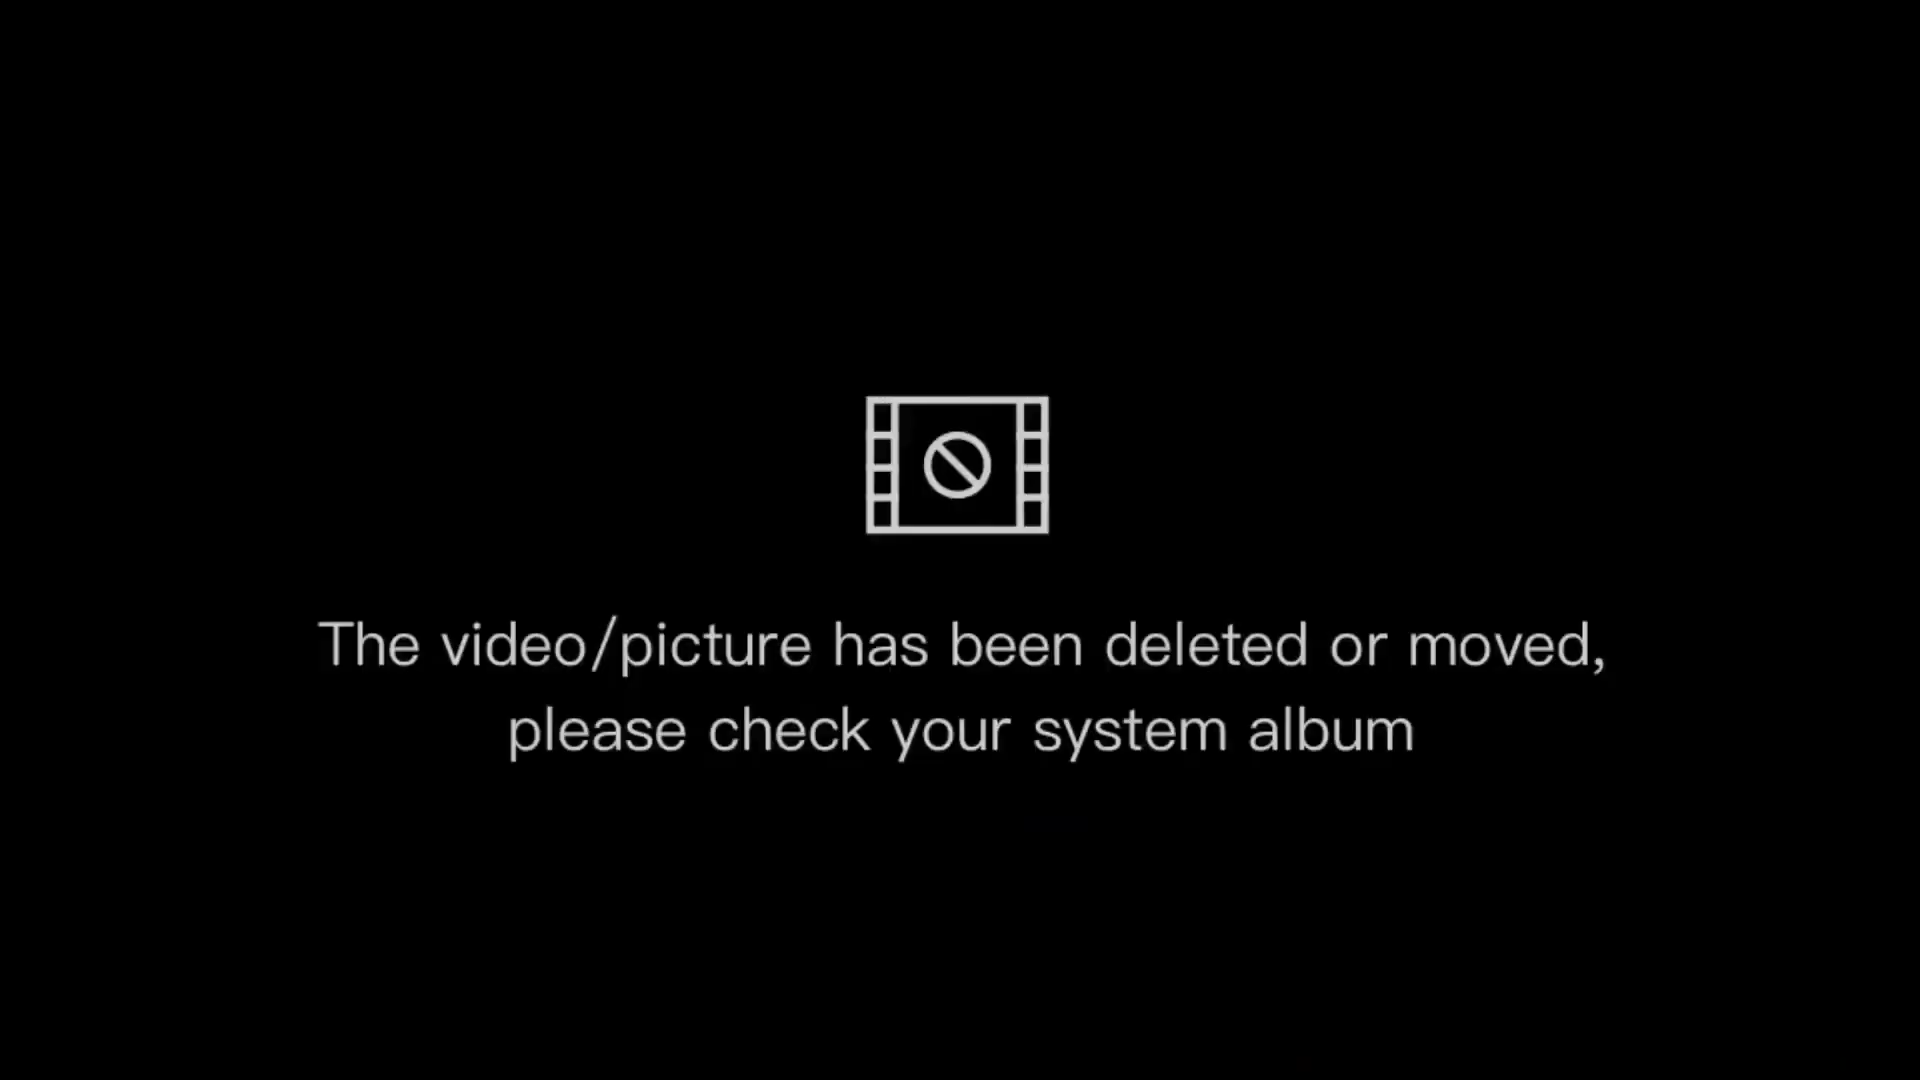 The video/picture has been deleted or moved,
please check your system album